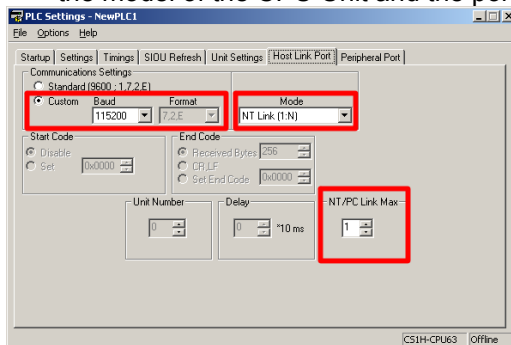 the Model of the CPU Unit and the per
PLC Settings - NewPLC1
File Options Help
Startup Settings Timings SIOU Refresh Unit Settings Host Link Port Peripheral Port
Communications Settings
Standard (9600 ; 1,7,2,E)
Custom Baud Format Mode
115200 7,2,E NT Link (1:N)
Start Code End Code
Disable Received Bytes 256
Set 0x0000 CR,LF
Set End Code 0x0000
Unit Number Delay NT/PC Link Max
0 0 *10 ms 1
CS1H-CPU63 Offline